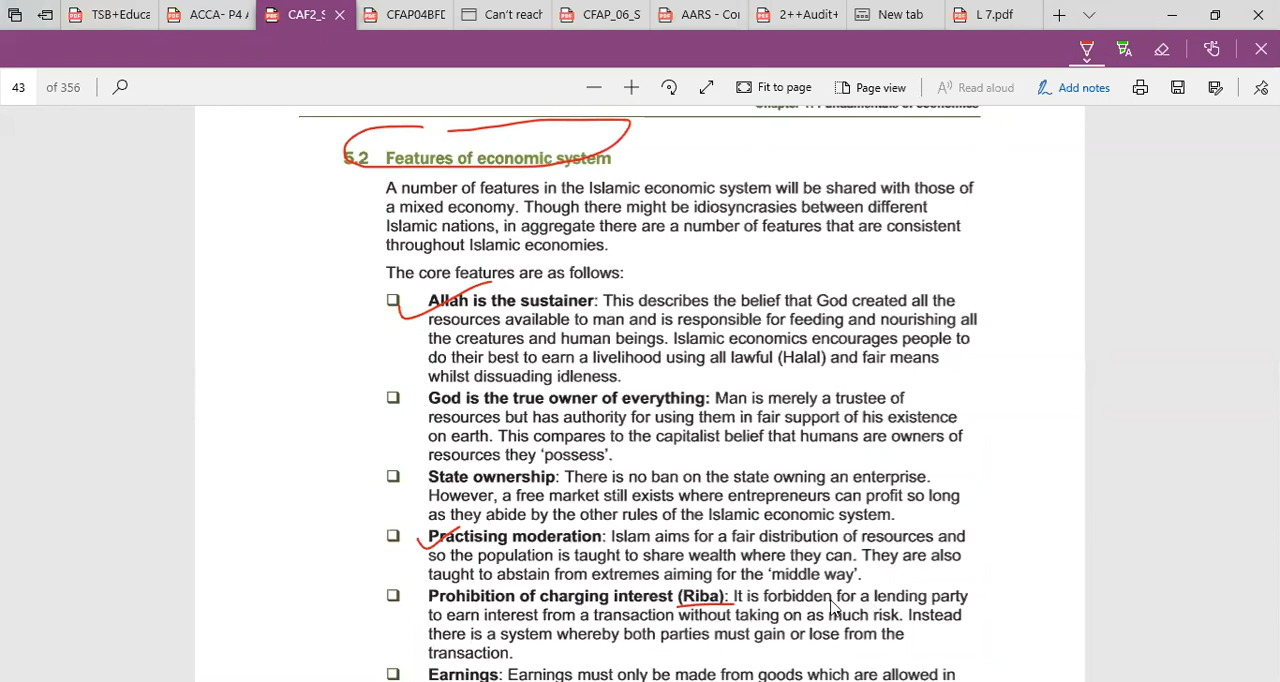 TSB+Educa
ACCA- P4 A
CAF2_S
CFAP04BFD
Can't reach
CFAP_06_S
AARS - Con
2++Audit+
New tab
L 7.pdf
43 of 356
Fit to page
Page view
Read aloud
Add notes
Chapter 1: Fundamentals of economics
5.2 Features of economic system
A number of features in the Islamic economic system will be shared with those of
a mixed economy. Though there might be idiosyncrasies between different
Islamic nations, in aggregate there are a number of features that are consistent
throughout Islamic economies.
The core features are as follows:
Allah is the sustainer: This describes the belief that God created all the
resources available to man and is responsible for feeding and nourishing all
the creatures and human beings. Islamic economics encourages people to
do their best to earn a livelihood using all lawful (Halal) and fair means
whilst dissuading idleness.
God is the true owner of everything: Man is merely a trustee of
resources but has authority for using them in fair support of his existence
on earth. This compares to the capitalist belief that humans are owners of
resources they 'possess'.
State ownership: There is no ban on the state owning an enterprise.
However, a free market still exists where entrepreneurs can profit so long
as they abide by the other rules of the Islamic economic system.
Practising moderation: Islam aims for a fair distribution of resources and
so the population is taught to share wealth where they can. They are also
taught to abstain from extremes aiming for the 'middle way'.
Prohibition of charging interest (Riba): It is forbidden for a lending party
to earn interest from a transaction without taking on as much risk. Instead
there is a system whereby both parties must gain or lose from the
transaction.
Earnings: Earnings must only be made from goods which are allowed in